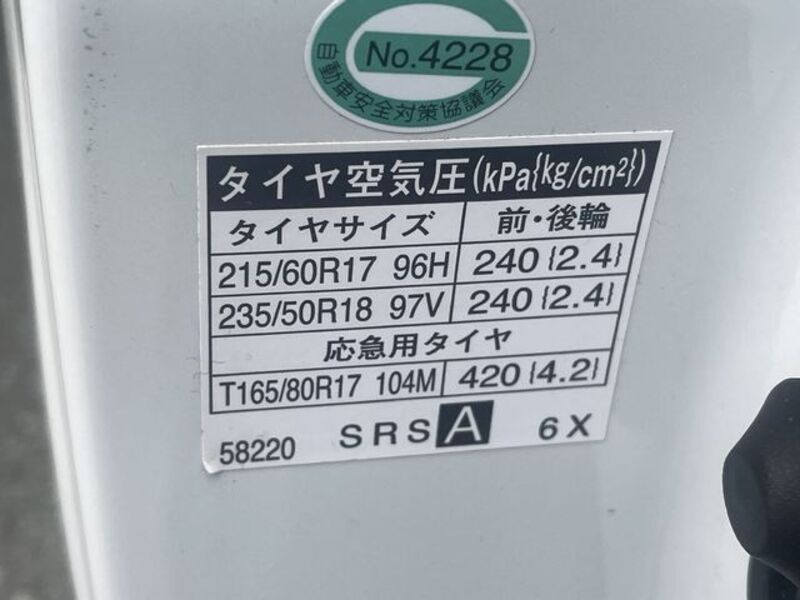 No.4228
自動車安全対策協議会
タイヤ空気圧(kPa{kg/cm²})
タイヤサイズ 前・後輪
215/60R17 96H 240{2.4}
235/50R18 97V 240{2.4}
応急用タイヤ
T165/80R17 104M 420{4.2}
58220 SRS A 6X